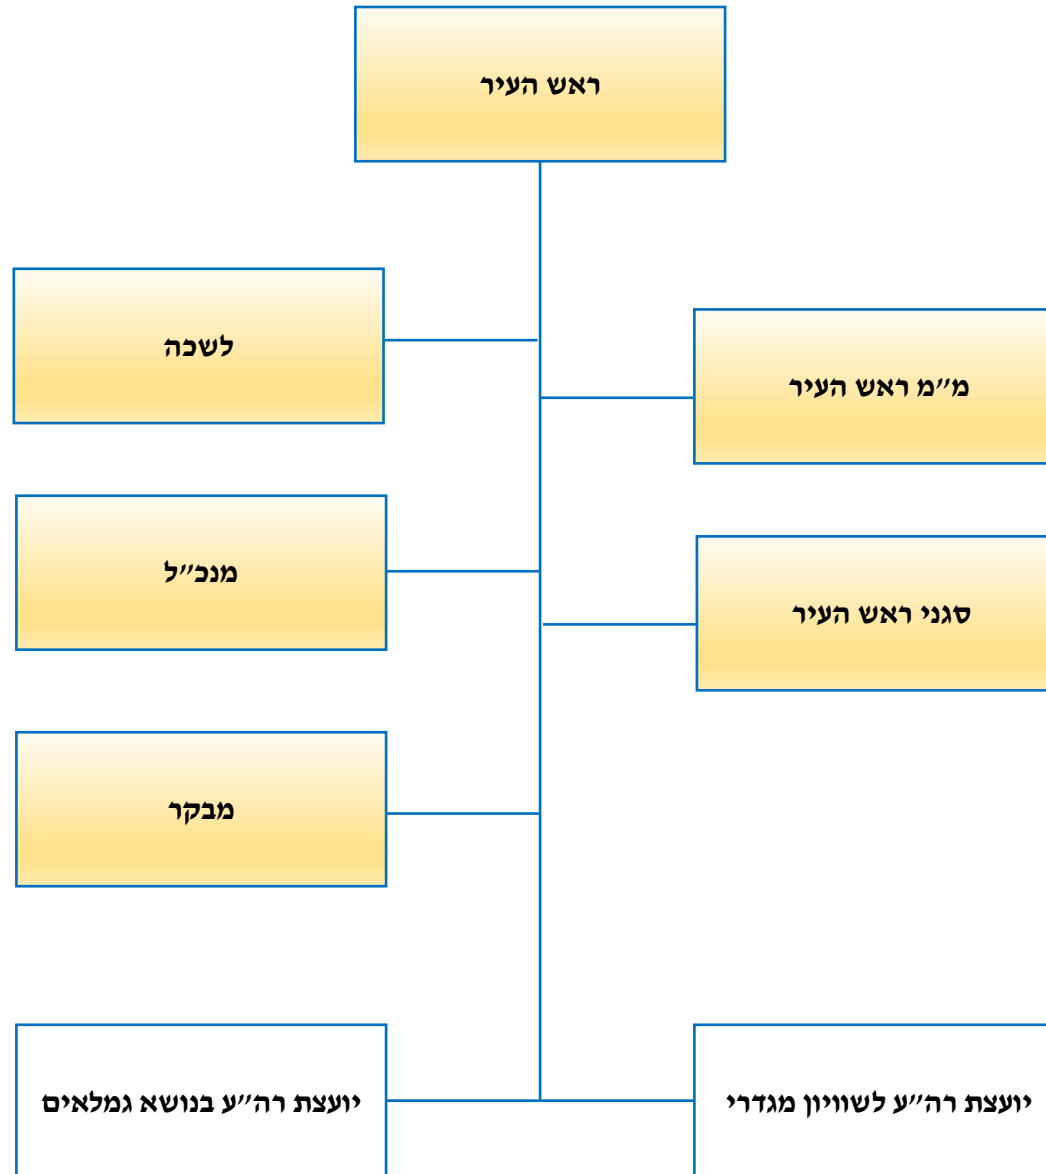 ראש העיר
לשכה
מ״מ ראש העיר
מנכ״ל
סגני ראש העיר
מבקר
יועצת רה״ע לשוויון מגדרי
יועצת רה״ע בנושא גמלאים